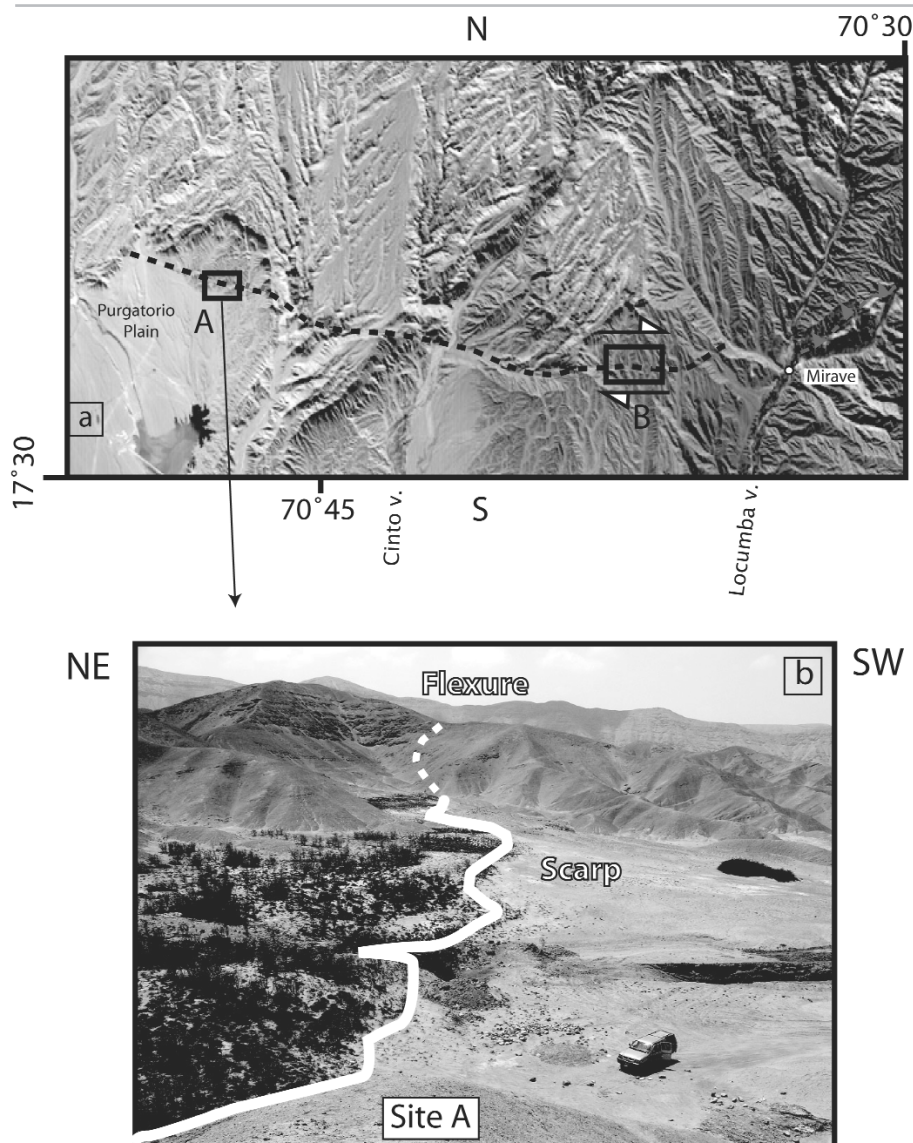 N
70°30
Purgatorio
Plain
A
B
Mirave
a
17°30
70°45
Cinto v.
S
Locumba v.
NE
Flexure
b
SW
Scarp
Site A